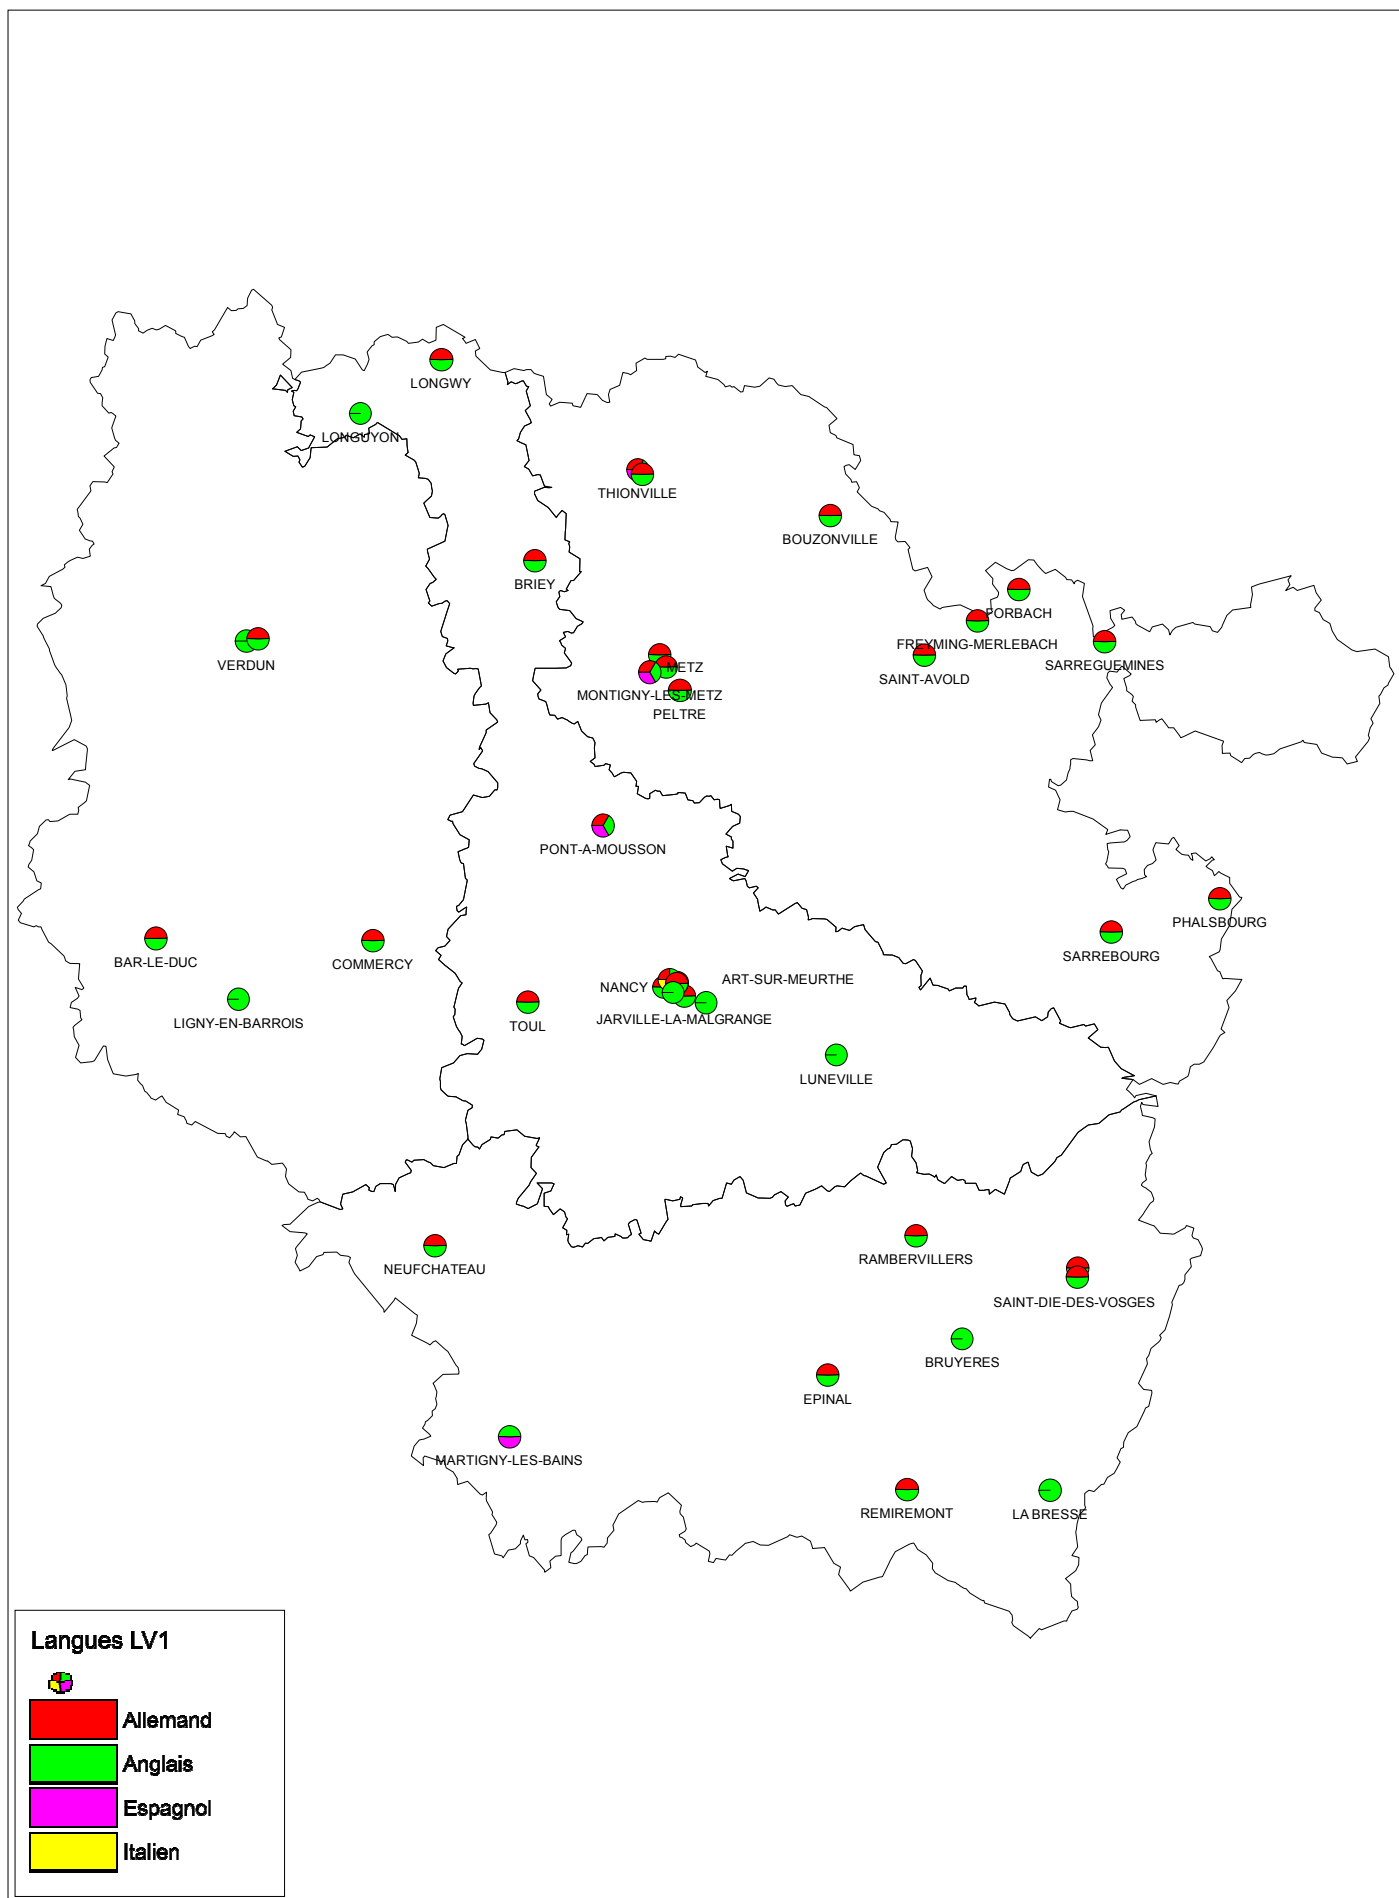 LONGWY
LONGUYON
THIONVILLE
BOUZONVILLE
BRIEY
FORBACH
FREYMING-MERLEBACH
VERDUN
METZ
SARREGUEMINES
SAINT-AVOLD
MONTIGNY-LES-METZ
PELTRE
PONT-A-MOUSSON
PHALSBOURG
SARREBOURG
BAR-LE-DUC
COMMERCY
ART-SUR-MEURTHE
NANCY
LIGNY-EN-BARROIS
TOUL
JARVILLE-LA-MALGRANGE
LUNEVILLE
RAMBERVILLERS
NEUFCHATEAU
SAINT-DIE-DES-VOSGES
BRUYERES
EPINAL
MARTIGNY-LES-BAINS
REMIREMONT
LA BRESSE
Langues LV1
Allemand
Anglais
Espagnol
Italien